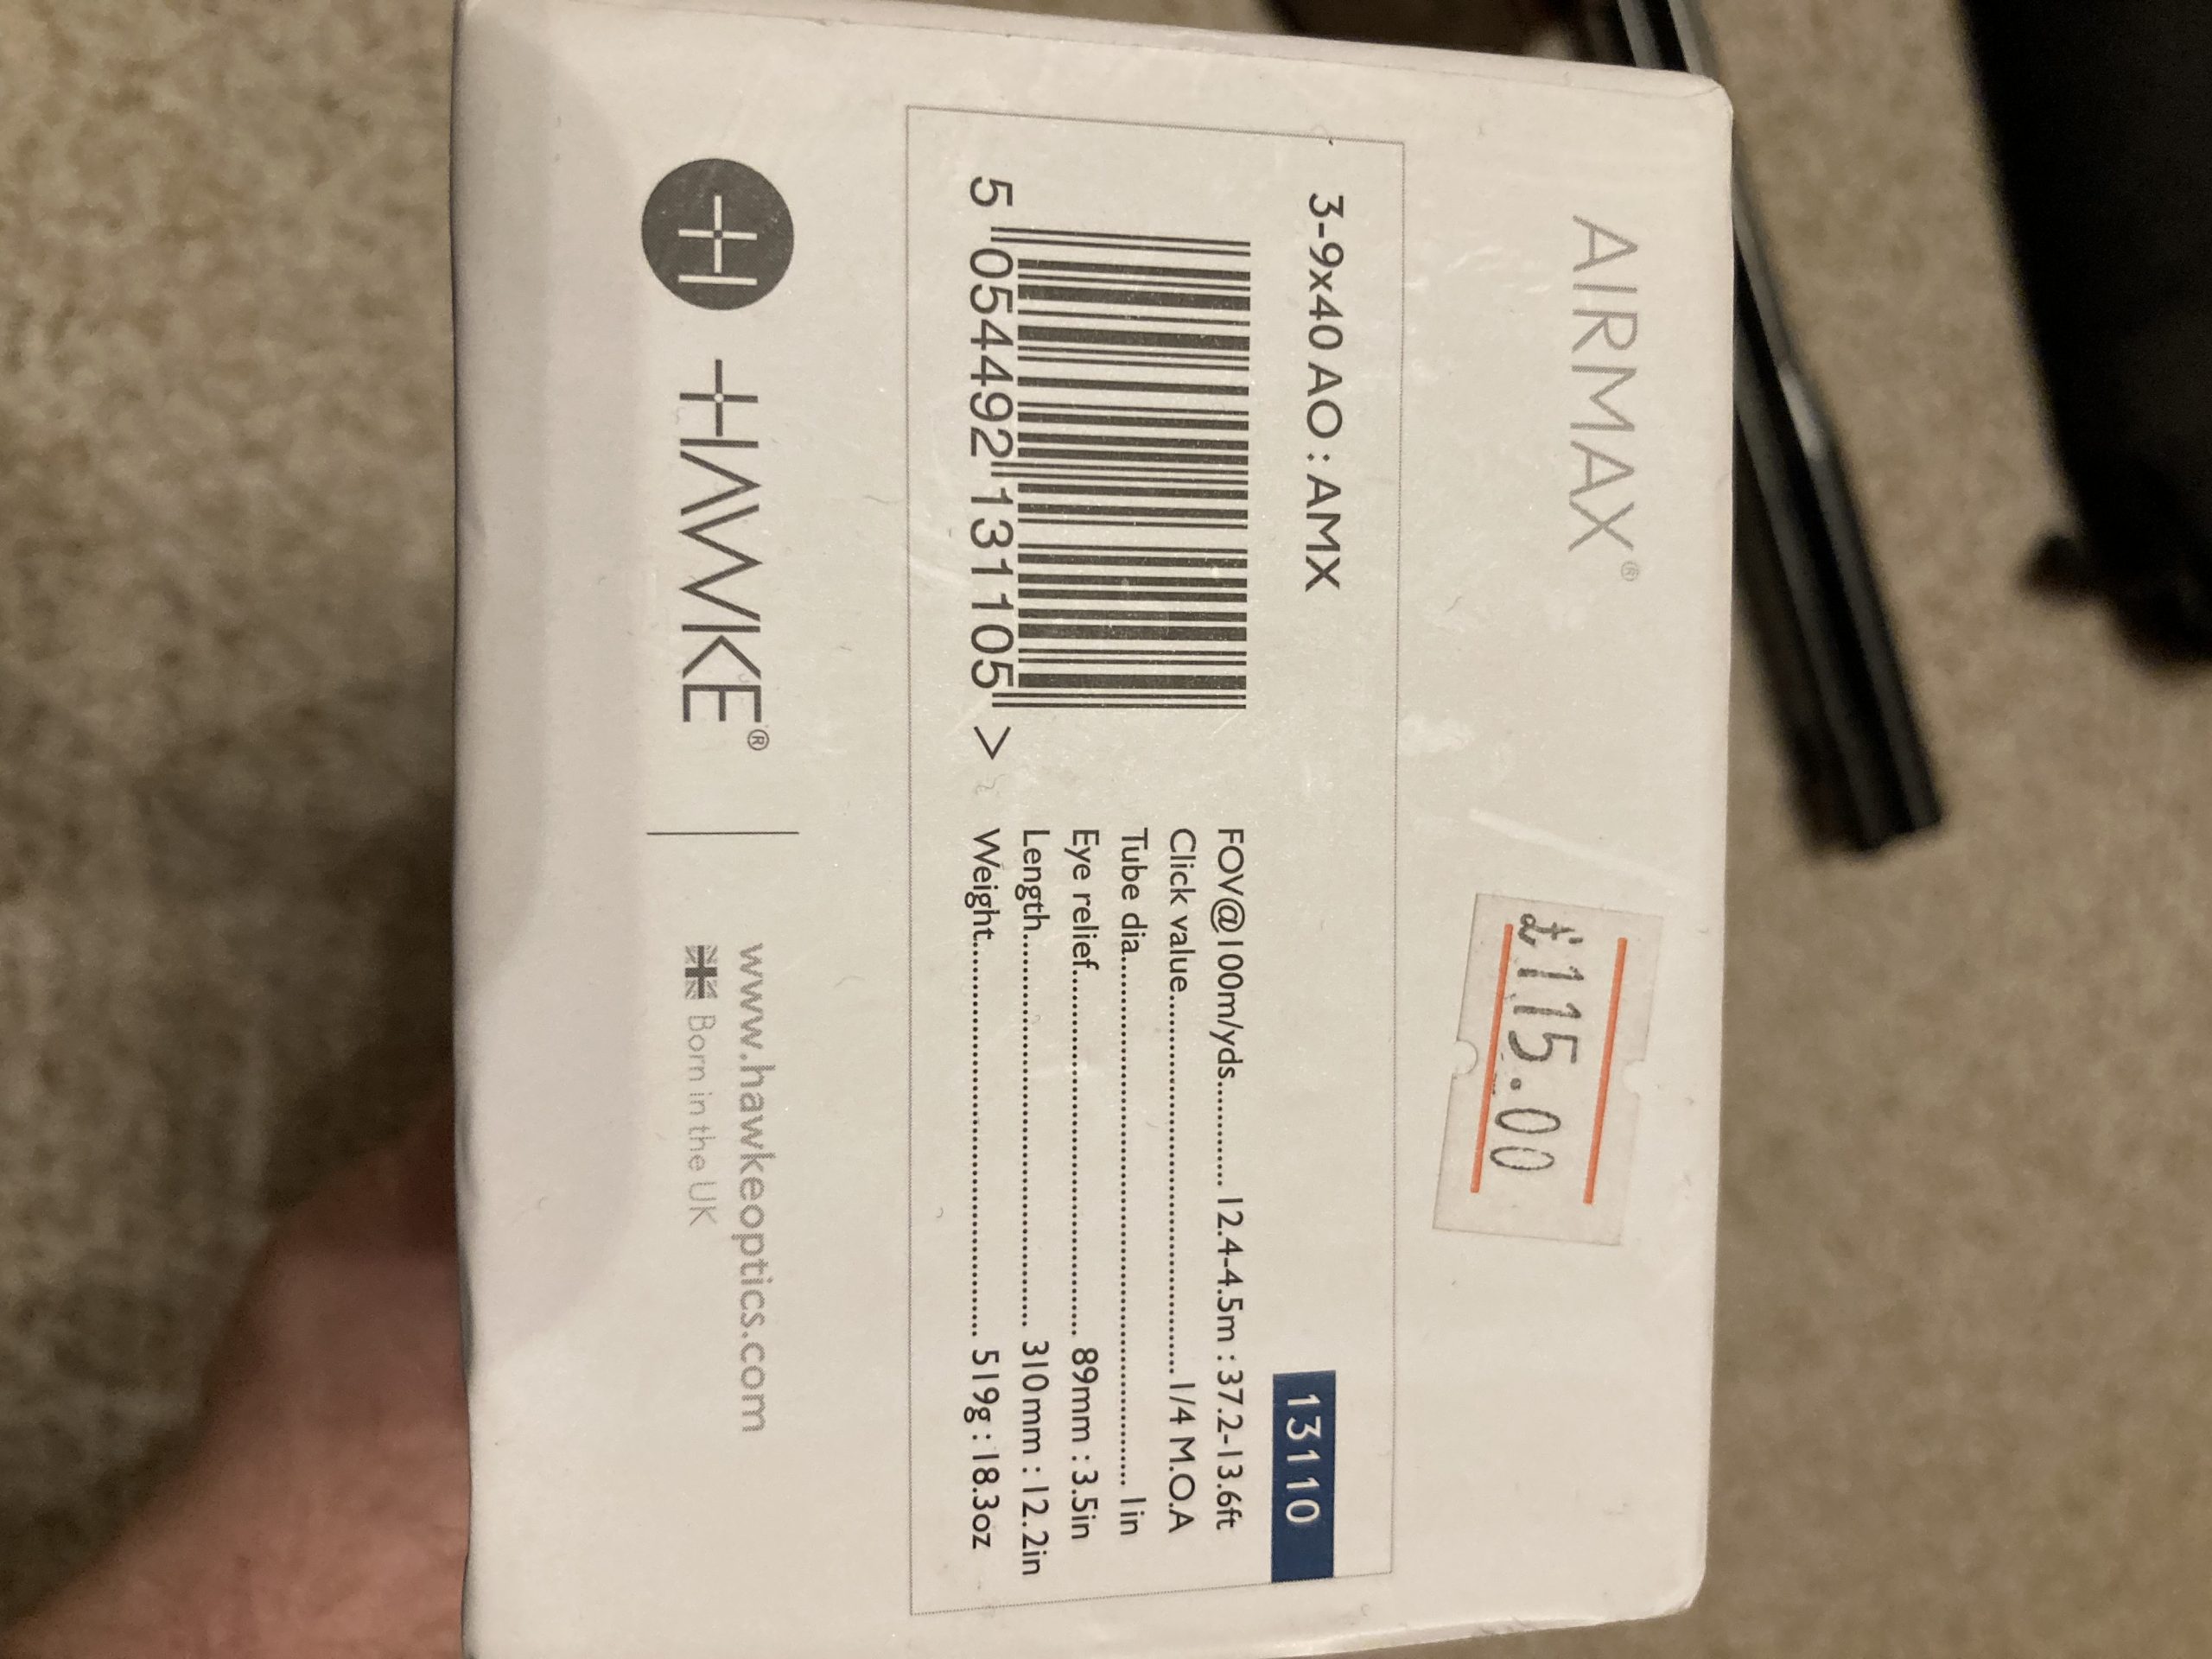 AIRMAX®
£115.00
3-9x40 AO : AMX
13110
5 054492 131105 >
FOV@100m/yds........... 12.4-4.5m : 37.2-13.6ft
Click value.......................................1/4 M.O.A
Tube dia...................................................... 1in
Eye relief..................................... 89mm : 3.5in
Length........................................ 310mm : 12.2in
Weight........................................ 519g : 18.3oz
HAWKE®
www.hawkeoptics.com
Born in the UK